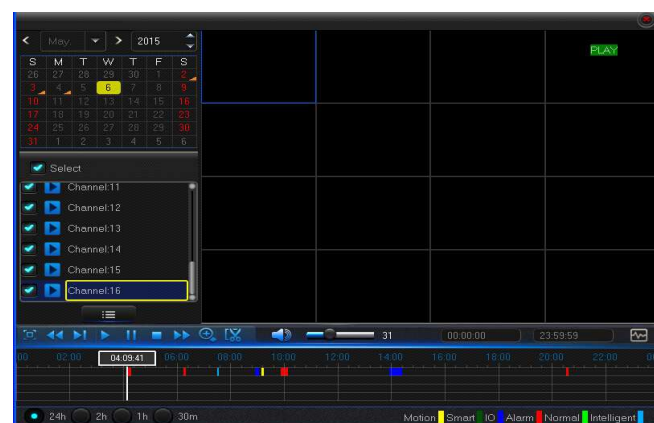 May 2015
PLAY
S M T W T F S
26 27 28 29 30 1 2
3 4 5 6 7 8 9
10 11 12 13 14 15 16
17 18 19 20 21 22 23
24 25 26 27 28 29 30
31 1 2 3 4 5 6
Select
Channel:11
Channel:12
Channel:13
Channel:14
Channel:15
Channel:16
31 00:00:00 23:59:59
00 02:00 04:09:41 06:00 08:00 10:00 12:00 14:00 16:00 18:00 20:00 22:00 0
24h 2h 1h 30m Motion Smart IO Alarm Normal Intelligent